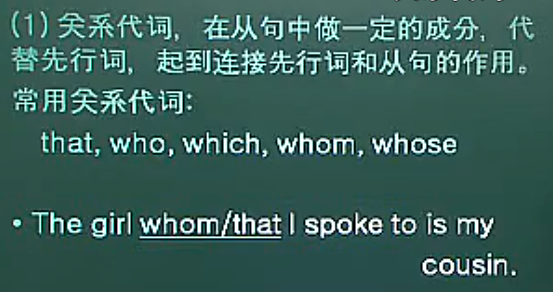 (1) 关系代词, 在从句中做一定的成分, 代
替先行词, 起到连接先行词和从句的作用。
常用关系代词:
that, who, which, whom, whose
• The girl whom/that I spoke to is my
cousin.